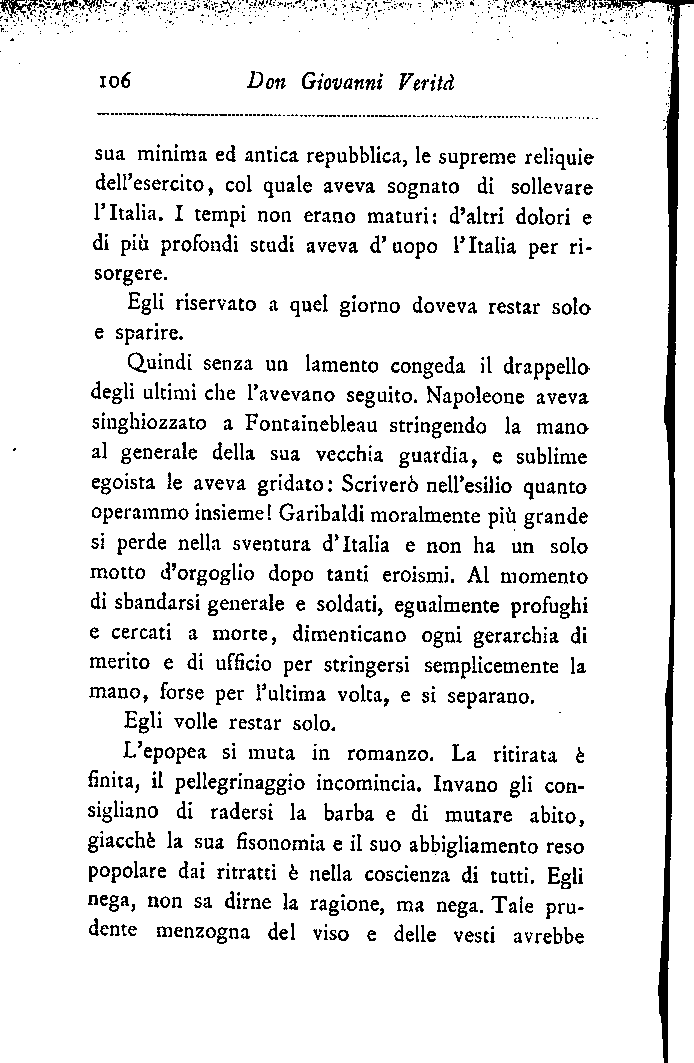 106 Don Giovanni Verità
sua minima ed antica repubblica, le supreme reliquie
dell'esercito, col quale aveva sognato di sollevare
l'Italia. I tempi non erano maturi: d'altri dolori e
di più profondi studi aveva d'uopo l'Italia per ri-
sorgere.
Egli riservato a quel giorno doveva restar solo
e sparire.
Quindi senza un lamento congeda il drappello
degli ultimi che l'avevano seguito. Napoleone aveva
singhiozzato a Fontainebleau stringendo la mano
al generale della sua vecchia guardia, e sublime
egoista le aveva gridato: Scriverò nell'esilio quanto
operammo insieme! Garibaldi moralmente più grande
si perde nella sventura d'Italia e non ha un solo
motto d'orgoglio dopo tanti eroismi. Al momento
di sbandarsi generale e soldati, egualmente profughi
e cercati a morte, dimenticano ogni gerarchia di
merito e di ufficio per stringersi semplicemente la
mano, forse per l'ultima volta, e si separano.
Egli volle restar solo.
L'epopea si muta in romanzo. La ritirata è
finita, il pellegrinaggio incomincia. Invano gli con-
sigliano di radersi la barba e di mutare abito,
giacchè la sua fisonomia e il suo abbigliamento reso
popolare dai ritratti è nella coscienza di tutti. Egli
nega, non sa dirne la ragione, ma nega. Tale pru-
dente menzogna del viso e delle vesti avrebbe